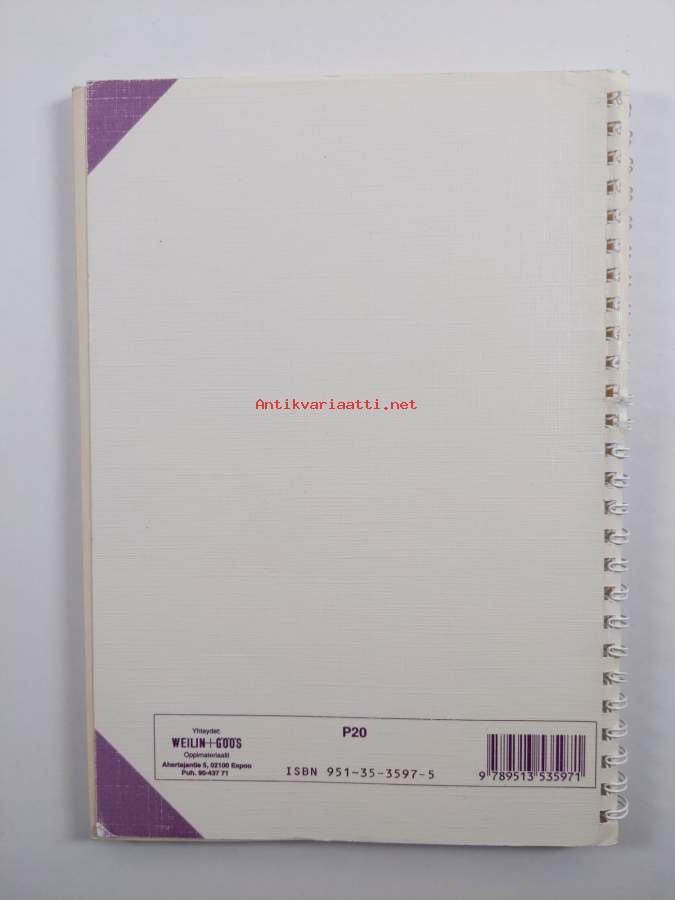 Antikvariaatti.net
Yhteydet:
WEILIN+GÖÖS
Oppimateriaalit
Ahertajantie 5, 02100 Espoo
Puh. 90-437 71
P20
ISBN 951-35-3597-5
9 789513 535971